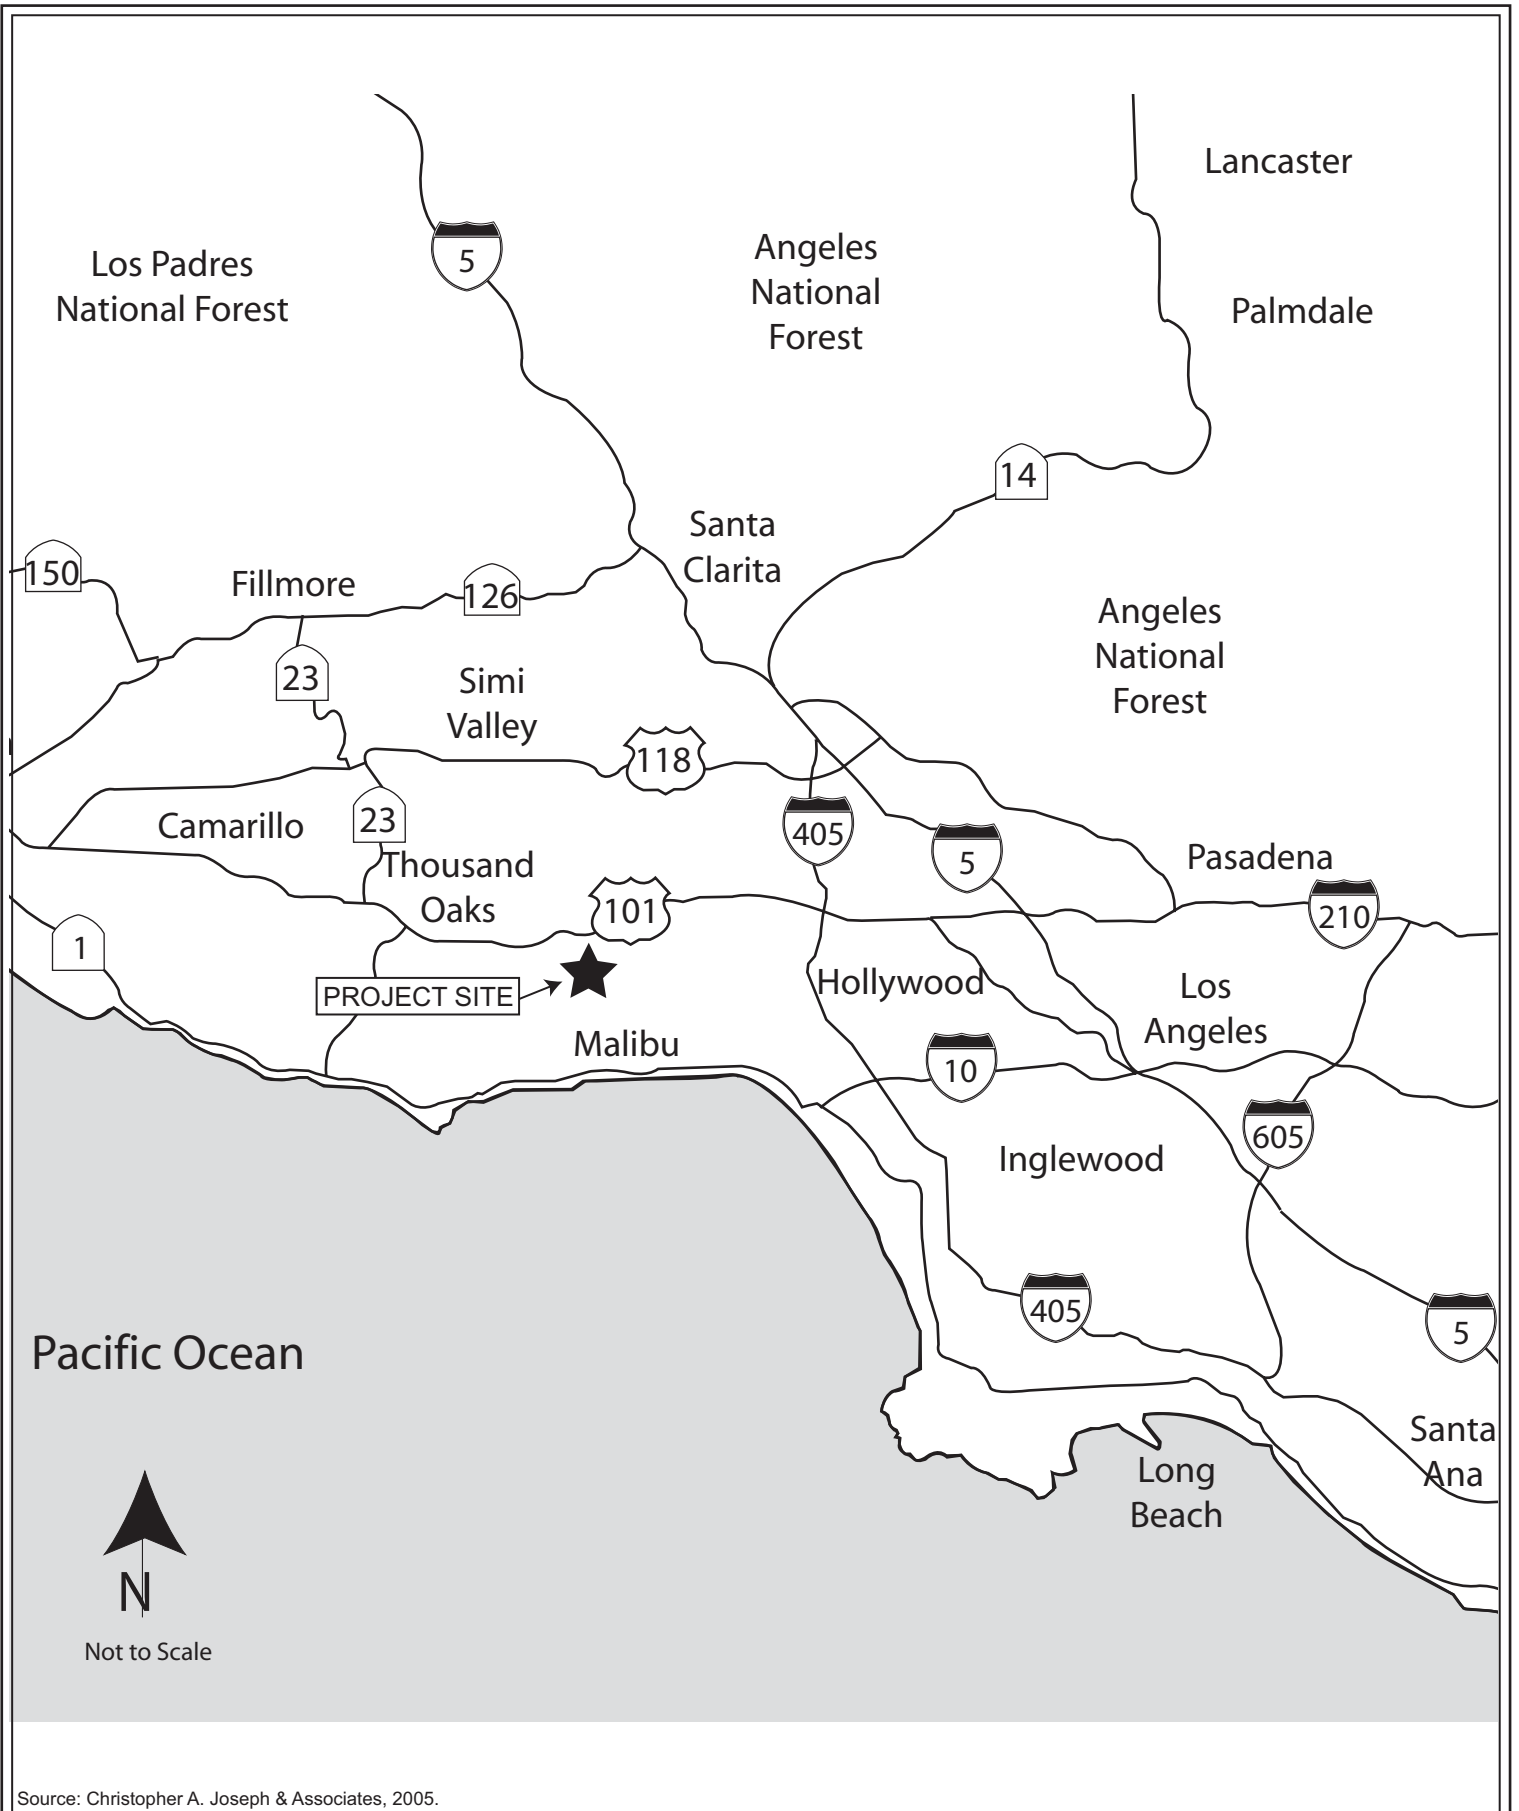 Lancaster
Los Padres
National Forest
5
Angeles
National
Forest
Palmdale
14
Santa
Clarita
150
Fillmore
126
Angeles
National
Forest
23
Simi
Valley
118
Camarillo
23
405
5
Thousand
Oaks
Pasadena
101
210
1
PROJECT SITE
Hollywood
Los
Angeles
Malibu
10
605
Inglewood
405
5
Pacific Ocean
Santa
Ana
Long
Beach
N
Not to Scale
Source: Christopher A. Joseph & Associates, 2005.